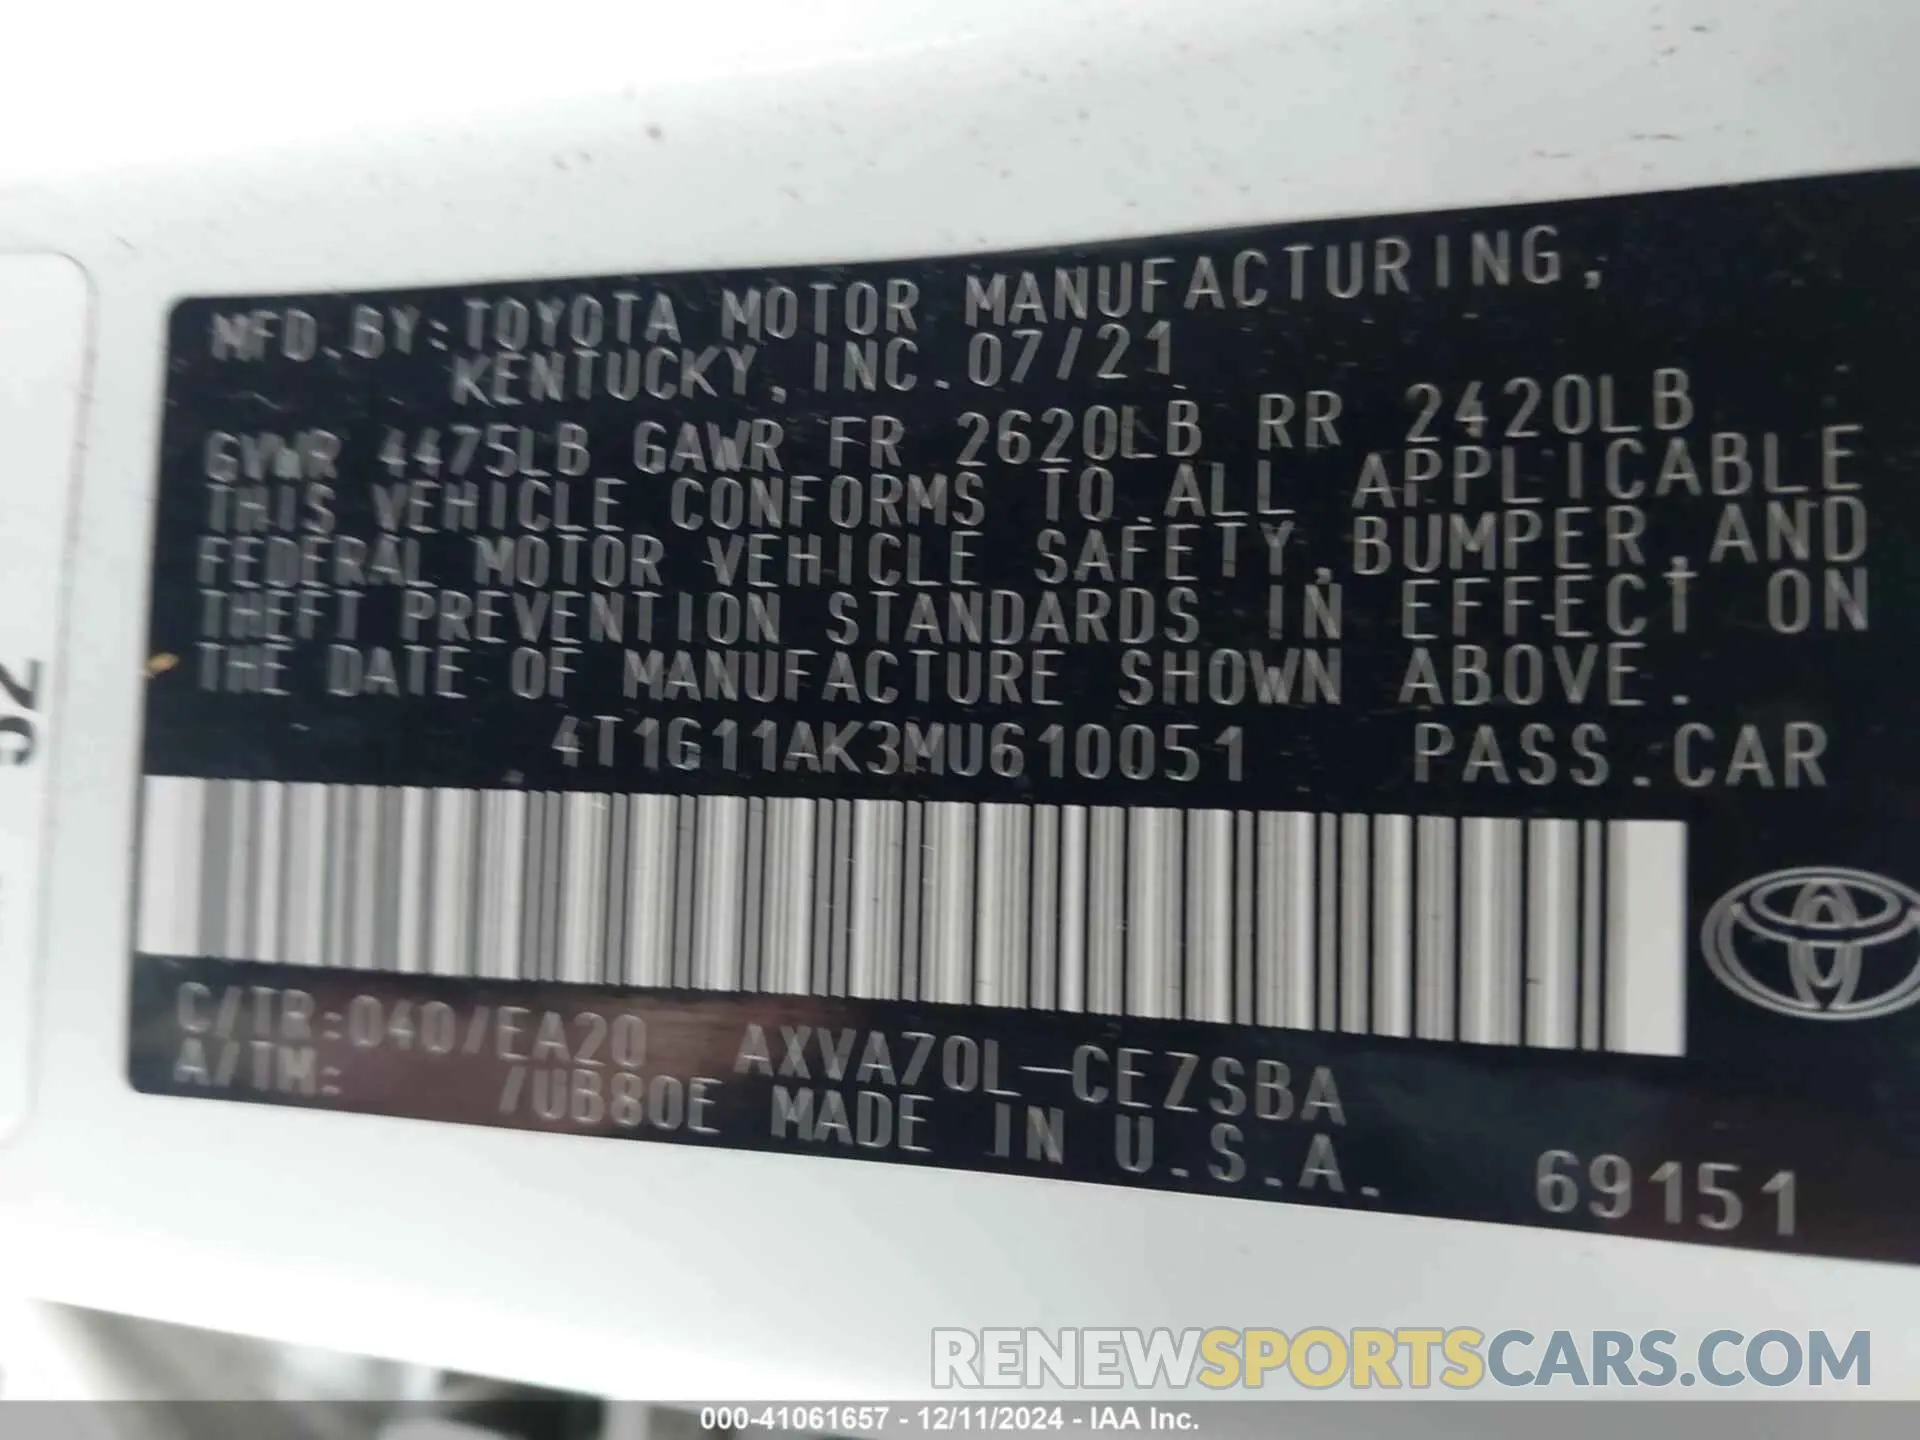 MFD.BY:TOYOTA MOTOR MANUFACTURING,
KENTUCKY, INC. 07/21
GVWR 4475LB GAWR FR 2620LB RR 2420LB
THIS VEHICLE CONFORMS TO ALL APPLICABLE
FEDERAL MOTOR VEHICLE SAFETY,BUMPER,AND
THEFT PREVENTION STANDARDS IN EFFECT ON
THE DATE OF MANUFACTURE SHOWN ABOVE.
4T1G11AK3MU610051 PASS.CAR
C/TR:040/EA20 AXVA70L-CEZSBA
A/TM: /UB80E MADE IN U.S.A.
69151
RENEWSPORTSCARS.COM
000-41061657 - 12/11/2024 - IAA Inc.